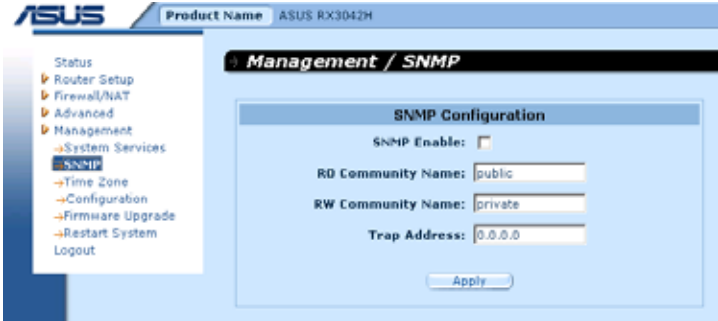 ASUS
Product Name ASUS RX3042H
Status
Router Setup
Firewall/NAT
Advanced
Management
System Services
SNMP
Time Zone
Configuration
Firmware Upgrade
Restart System
Logout
Management / SNMP
SNMP Configuration
SNMP Enable:
RO Community Name: public
RW Community Name: private
Trap Address: 0.0.0.0
Apply